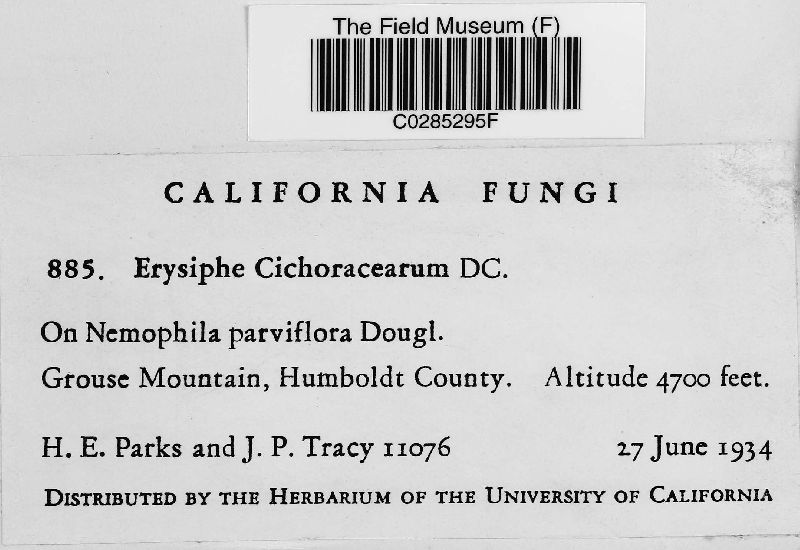 The Field Museum (F)
C0285295F
CALIFORNIA FUNGI
885. Erysiphe Cichoracearum DC.
On Nemophila parviflora Dougl.
Grouse Mountain, Humboldt County. Altitude 4700 feet.
H. E. Parks and J. P. Tracy 11076 27 June 1934
DISTRIBUTED BY THE HERBARIUM OF THE UNIVERSITY OF CALIFORNIA